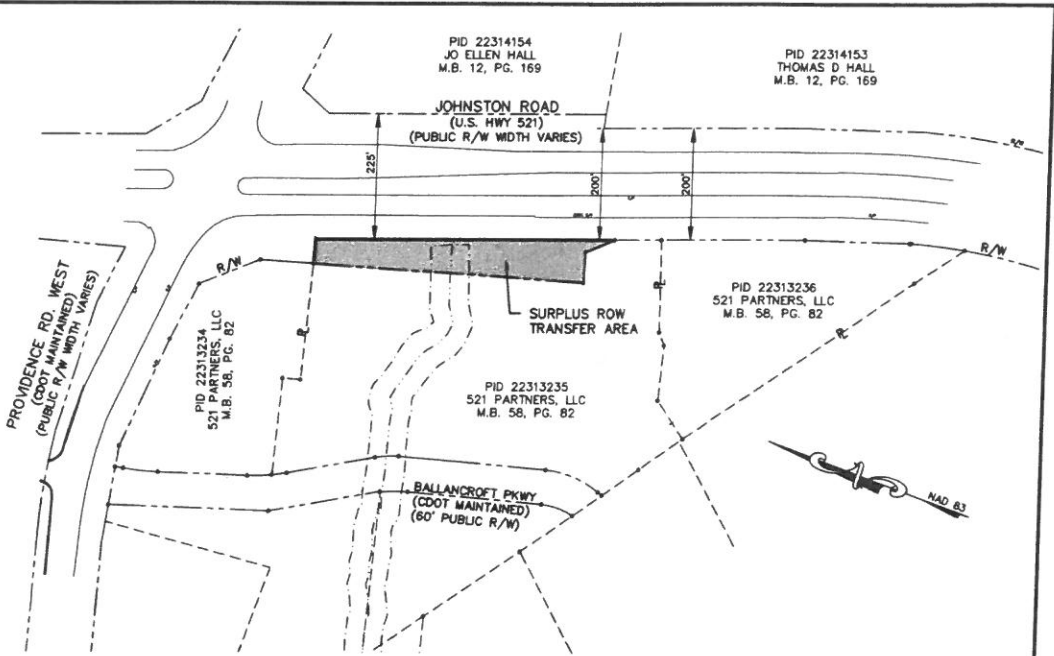 PID 22314154
JO ELLEN HALL
M.B. 12, PG. 169
PID 22314153
THOMAS D HALL
M.B. 12, PG. 169
JOHNSTON ROAD
(U.S. HWY 521)
(PUBLIC R/W WIDTH VARIES)
R/W
225'
200'
200'
R/W
R/W
PROVIDENCE RD. WEST
(CDOT MAINTAINED)
(PUBLIC R/W WIDTH VARIES)
PID 22313234
521 PARTNERS, LLC
M.B. 58, PG. 82
PL
SURPLUS ROW
TRANSFER AREA
PL
PID 22313236
521 PARTNERS, LLC
M.B. 58, PG. 82
PL
PID 22313235
521 PARTNERS, LLC
M.B. 58, PG. 82
BALLANCROFT PKWY
(CDOT MAINTAINED)
(60' PUBLIC R/W)
NAD 83